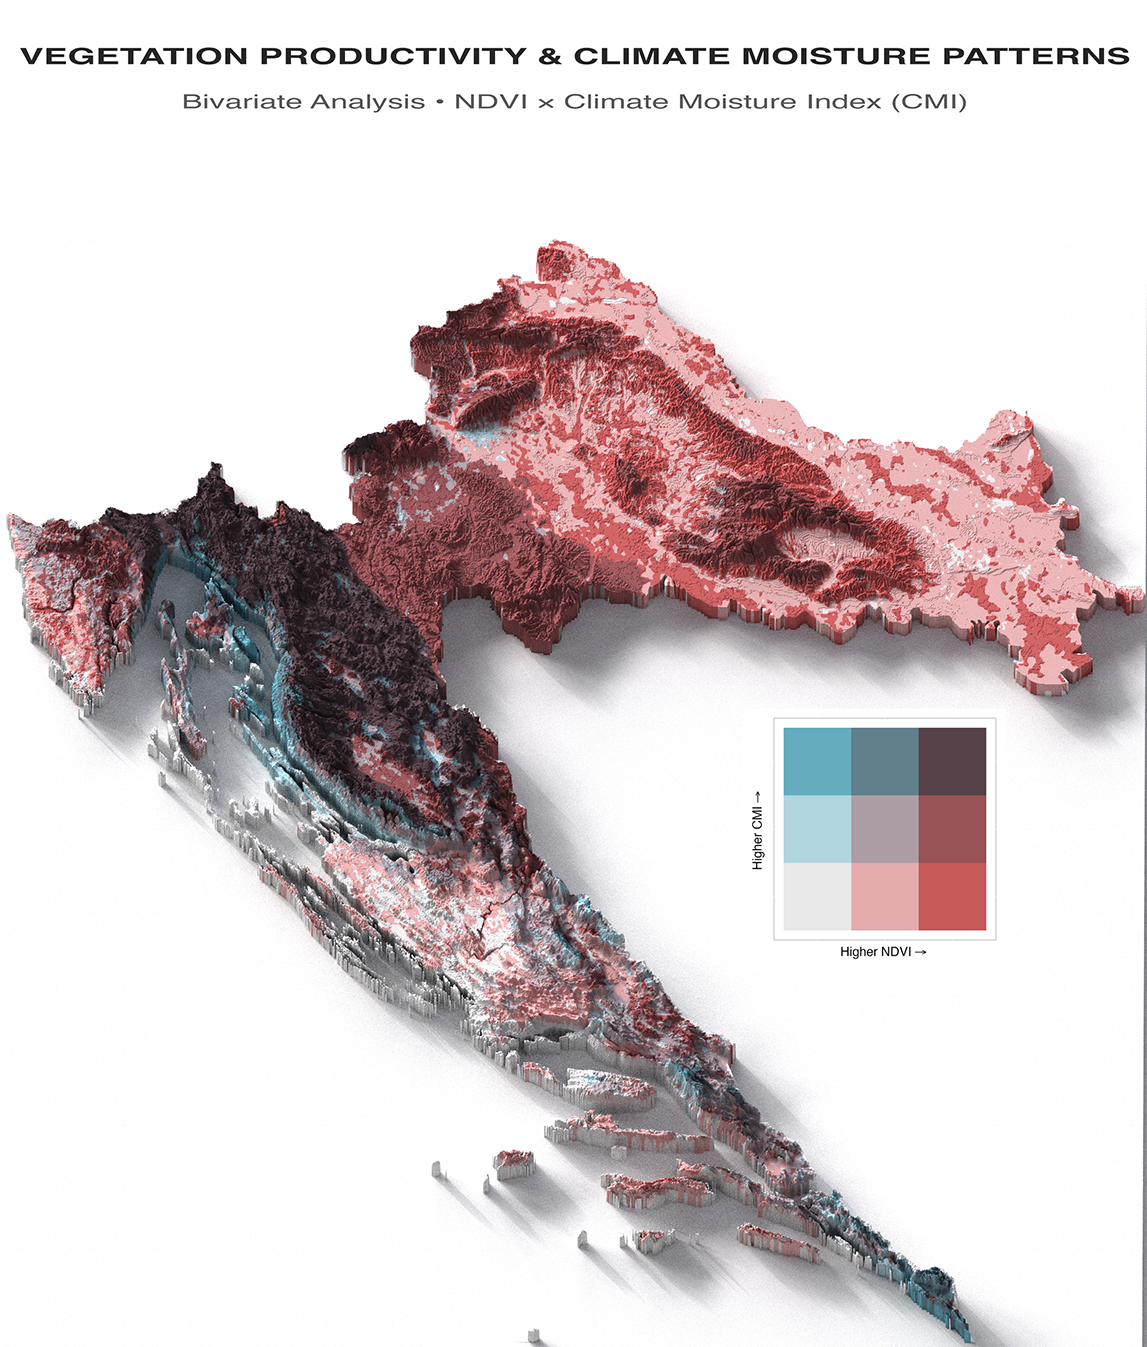 VEGETATION PRODUCTIVITY & CLIMATE MOISTURE PATTERNS
Bivariate Analysis • NDVI × Climate Moisture Index (CMI)
Higher CMI →
Higher NDVI →